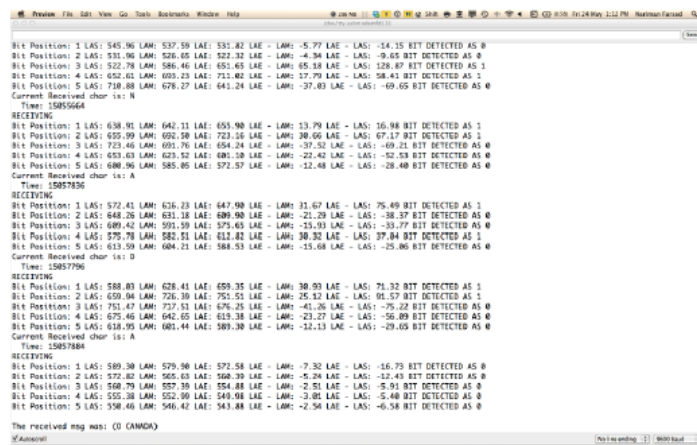 Preview File Edit View Go Tools Bookmarks Window Help Fri 24 May 1:12 PM Nariman Farsad
Send
Bit Position: 1 LAS: 545.96 LAM: 537.59 LAE: 531.82 LAE - LAM: -5.77 LAE - LAS: -14.15 BIT DETECTED AS 0
Bit Position: 2 LAS: 531.96 LAM: 526.65 LAE: 522.32 LAE - LAM: -4.34 LAE - LAS: -9.65 BIT DETECTED AS 0
Bit Position: 3 LAS: 522.78 LAM: 586.46 LAE: 651.65 LAE - LAM: 65.18 LAE - LAS: 128.87 BIT DETECTED AS 1
Bit Position: 4 LAS: 652.61 LAM: 693.23 LAE: 711.02 LAE - LAM: 17.79 LAE - LAS: 58.41 BIT DETECTED AS 1
Bit Position: 5 LAS: 710.88 LAM: 678.27 LAE: 641.24 LAE - LAM: -37.03 LAE - LAS: -69.65 BIT DETECTED AS 0
Current Received char is: N
Time: 15055664
RECEIVING
Bit Position: 1 LAS: 638.91 LAM: 642.11 LAE: 655.90 LAE - LAM: 13.79 LAE - LAS: 16.98 BIT DETECTED AS 1
Bit Position: 2 LAS: 655.99 LAM: 692.50 LAE: 723.16 LAE - LAM: 30.66 LAE - LAS: 67.17 BIT DETECTED AS 1
Bit Position: 3 LAS: 723.46 LAM: 691.76 LAE: 654.24 LAE - LAM: -37.52 LAE - LAS: -69.21 BIT DETECTED AS 0
Bit Position: 4 LAS: 653.63 LAM: 623.52 LAE: 601.10 LAE - LAM: -22.42 LAE - LAS: -52.53 BIT DETECTED AS 0
Bit Position: 5 LAS: 600.96 LAM: 585.05 LAE: 572.57 LAE - LAM: -12.48 LAE - LAS: -28.40 BIT DETECTED AS 0
Current Received char is: A
Time: 15057836
RECEIVING
Bit Position: 1 LAS: 572.41 LAM: 616.23 LAE: 647.90 LAE - LAM: 31.67 LAE - LAS: 75.49 BIT DETECTED AS 1
Bit Position: 2 LAS: 648.26 LAM: 631.18 LAE: 609.90 LAE - LAM: -21.29 LAE - LAS: -38.37 BIT DETECTED AS 0
Bit Position: 3 LAS: 609.42 LAM: 591.59 LAE: 575.65 LAE - LAM: -15.93 LAE - LAS: -33.77 BIT DETECTED AS 0
Bit Position: 4 LAS: 575.78 LAM: 582.51 LAE: 612.82 LAE - LAM: 30.32 LAE - LAS: 37.04 BIT DETECTED AS 1
Bit Position: 5 LAS: 613.59 LAM: 604.21 LAE: 588.53 LAE - LAM: -15.68 LAE - LAS: -25.06 BIT DETECTED AS 0
Current Received char is: D
Time: 15057796
RECEIVING
Bit Position: 1 LAS: 588.03 LAM: 628.41 LAE: 659.35 LAE - LAM: 30.93 LAE - LAS: 71.32 BIT DETECTED AS 1
Bit Position: 2 LAS: 659.94 LAM: 726.39 LAE: 751.51 LAE - LAM: 25.12 LAE - LAS: 91.57 BIT DETECTED AS 1
Bit Position: 3 LAS: 751.47 LAM: 717.51 LAE: 676.25 LAE - LAM: -41.26 LAE - LAS: -75.22 BIT DETECTED AS 0
Bit Position: 4 LAS: 675.46 LAM: 642.65 LAE: 619.38 LAE - LAM: -23.27 LAE - LAS: -56.09 BIT DETECTED AS 0
Bit Position: 5 LAS: 618.95 LAM: 601.44 LAE: 589.30 LAE - LAM: -12.13 LAE - LAS: -29.65 BIT DETECTED AS 0
Current Received char is: A
Time: 15057884
RECEIVING
Bit Position: 1 LAS: 589.30 LAM: 579.90 LAE: 572.58 LAE - LAM: -7.32 LAE - LAS: -16.73 BIT DETECTED AS 0
Bit Position: 2 LAS: 572.82 LAM: 565.63 LAE: 560.39 LAE - LAM: -5.24 LAE - LAS: -12.43 BIT DETECTED AS 0
Bit Position: 3 LAS: 560.79 LAM: 557.39 LAE: 554.88 LAE - LAM: -2.51 LAE - LAS: -5.91 BIT DETECTED AS 0
Bit Position: 4 LAS: 555.38 LAM: 552.99 LAE: 549.98 LAE - LAM: -3.01 LAE - LAS: -5.40 BIT DETECTED AS 0
Bit Position: 5 LAS: 550.46 LAM: 546.42 LAE: 543.88 LAE - LAM: -2.54 LAE - LAS: -6.58 BIT DETECTED AS 0
The received msg was: (O CANADA)
Autoscroll No line ending 9600 baud